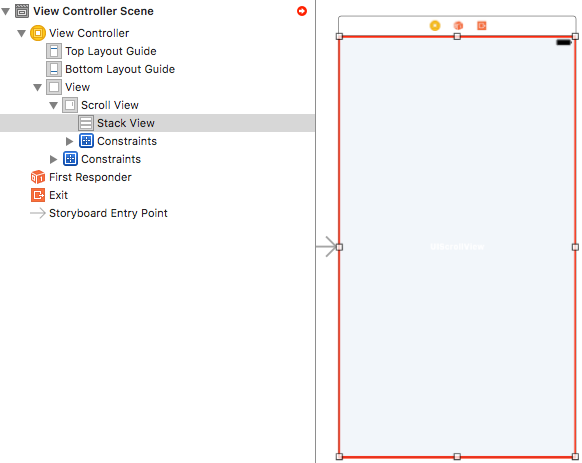 View Controller Scene
View Controller
Top Layout Guide
Bottom Layout Guide
View
Scroll View
Stack View
Constraints
Constraints
First Responder
Exit
Storyboard Entry Point
UIScrollView